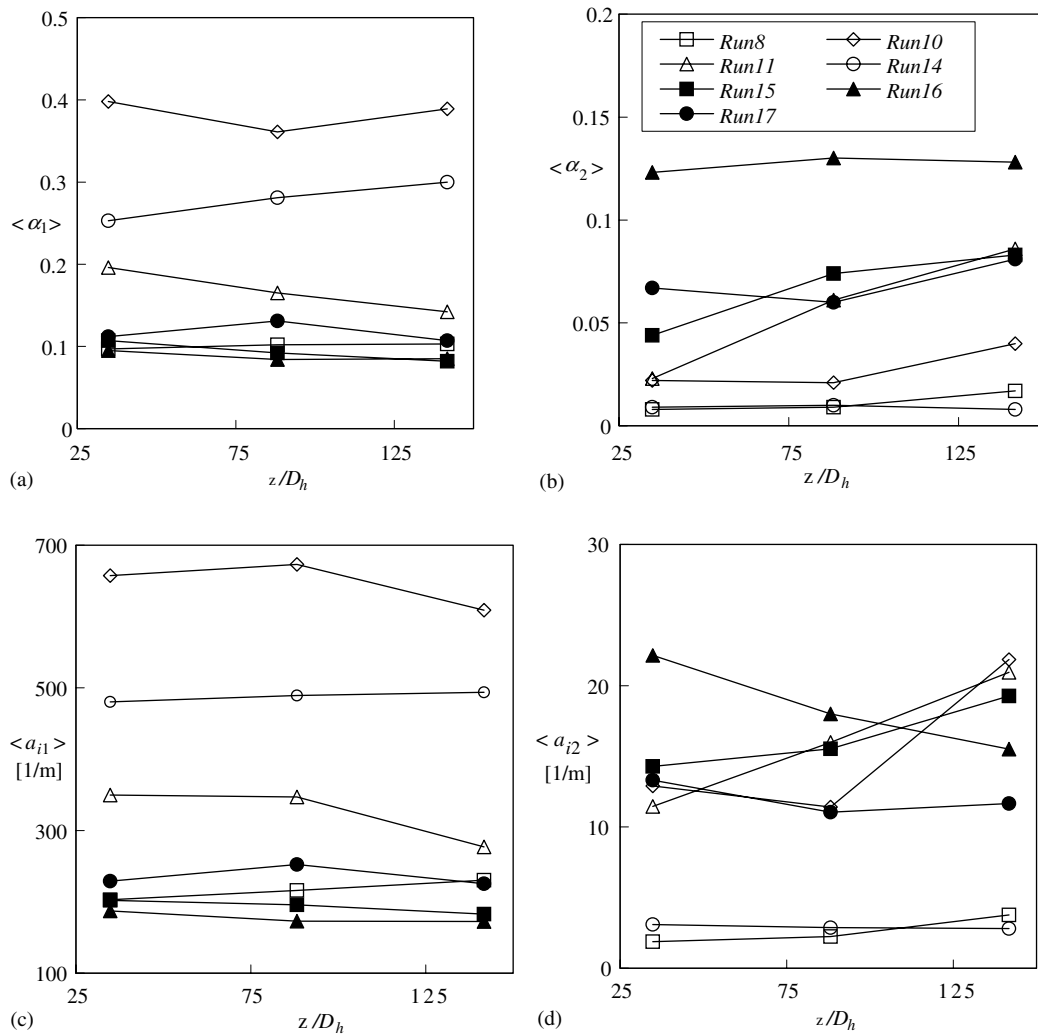 0.5
0.4
0.3
<α₁>
0.2
0.1
0
25
75
125
z/Dₕ
(a)
0.2
Run8
Run10
Run11
Run14
Run15
Run16
Run17
0.15
<α₂>
0.1
0.05
0
25
75
125
z/Dₕ
(b)
700
500
<aᵢ₁>
[1/m]
300
100
25
75
125
z/Dₕ
(c)
30
20
<aᵢ₂>
[1/m]
10
0
25
75
125
z/Dₕ
(d)